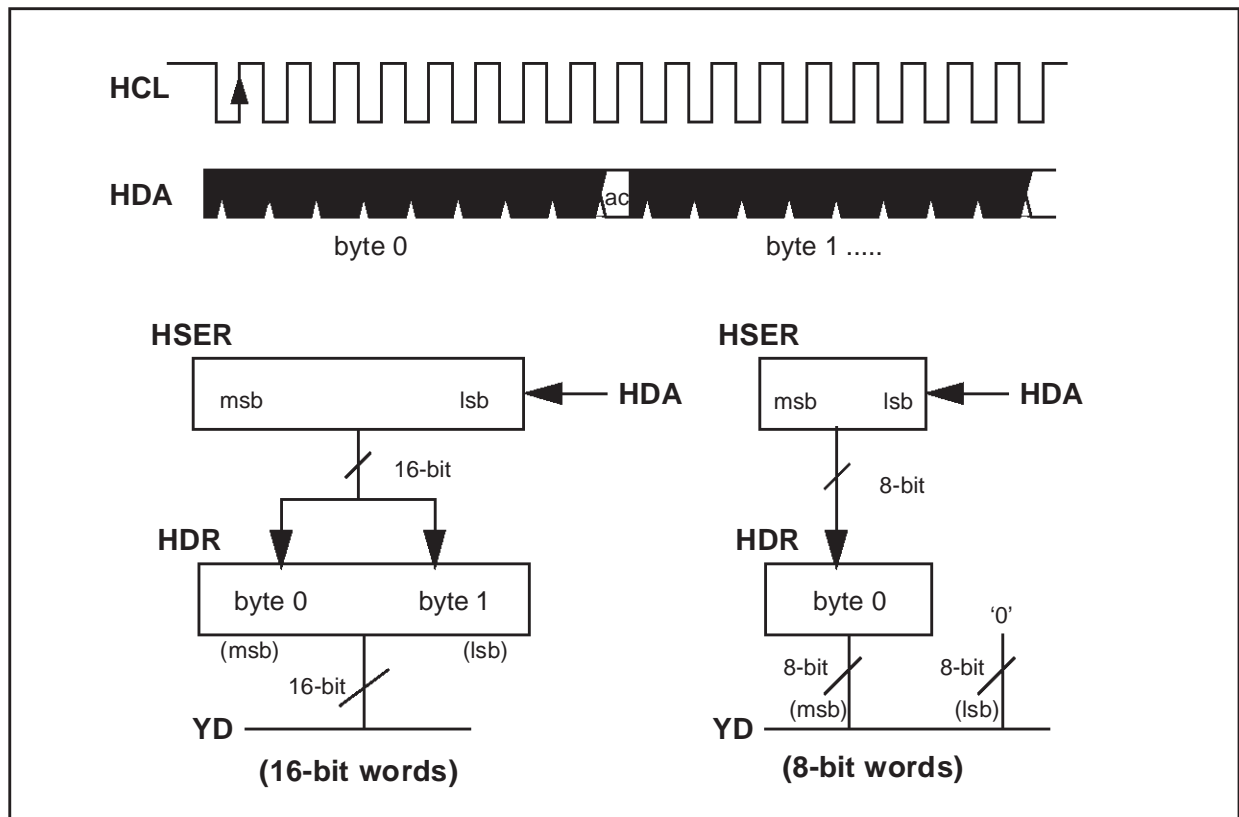 HCL
HDA
ac
byte 0
byte 1 .....
HSER
msb
lsb
HDA
16-bit
HDR
byte 0
byte 1
(msb)
(lsb)
16-bit
YD
(16-bit words)
HSER
msb
lsb
HDA
8-bit
HDR
byte 0
‘0’
8-bit
(msb)
8-bit
(lsb)
YD
(8-bit words)